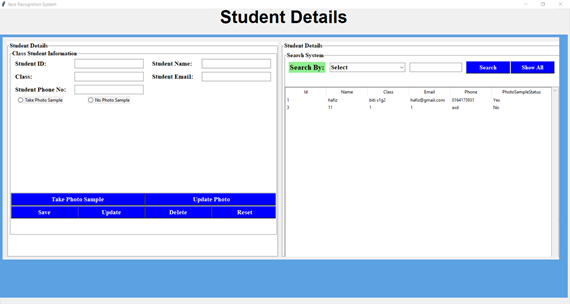 Face Recognition System
Student Details
Student Details
Class Student Information
Student ID:
Student Name:
Class:
Student Email:
Student Phone No:
Take Photo Sample
No Photo Sample
Take Photo Sample
Update Photo
Save
Update
Delete
Reset
Student Details
Search System
Search By:
Select
Search
Show All
Id Name Class Email Phone PhotoSampleStatus
1 hafiz biti s1g2 hafiz@gmail.com 0164173931 Yes
3 11 1 1 asd No